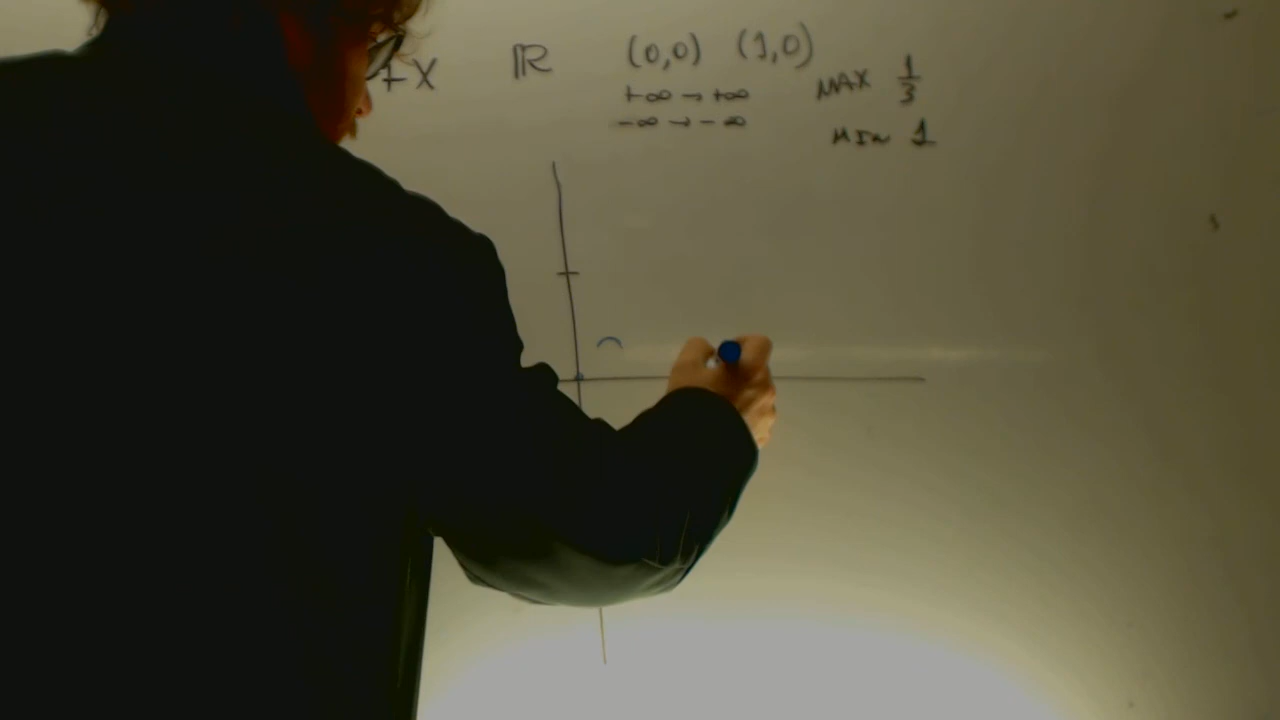 +X ℝ (0,0) (1,0)
+∞ → +∞ MAX 1/3
-∞ → -∞ MIN 1